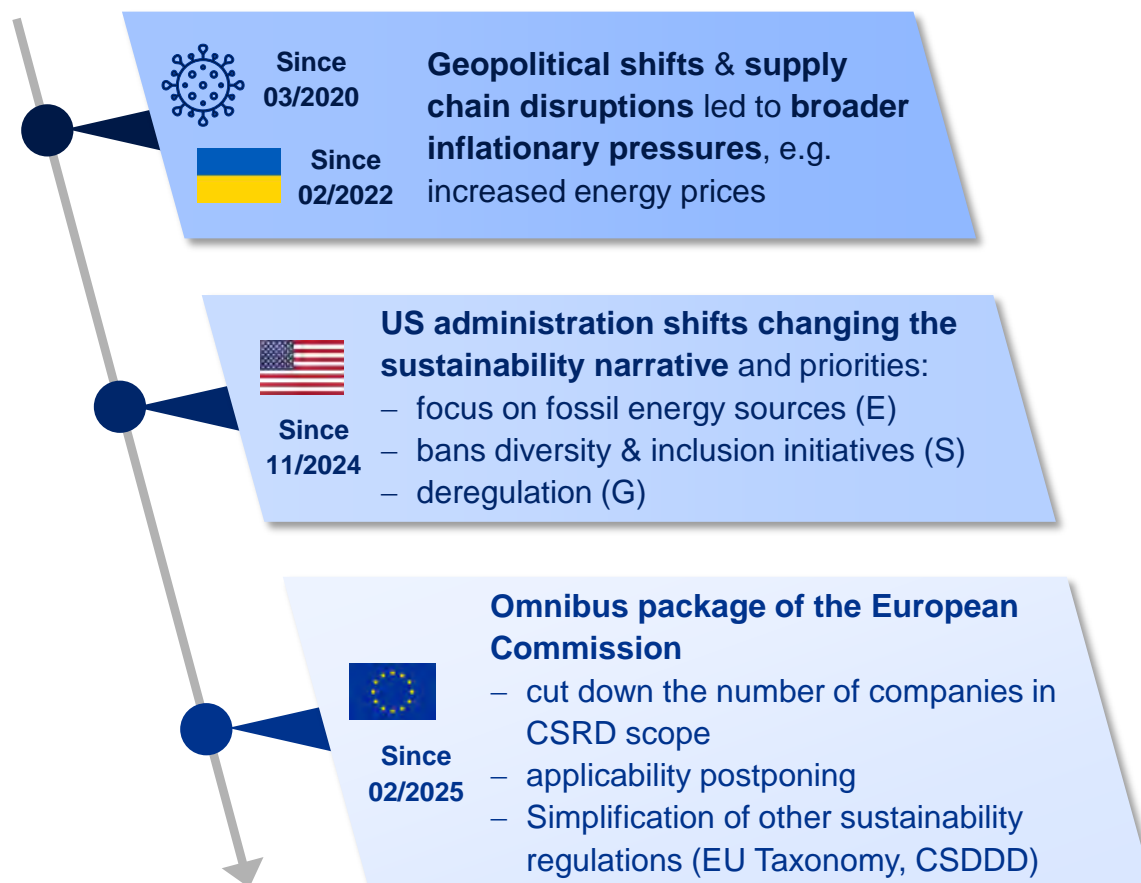 Since
03/2020
Since
02/2022
Geopolitical shifts & supply
chain disruptions led to broader
inflationary pressures, e.g.
increased energy prices
Since
11/2024
US administration shifts changing the
sustainability narrative and priorities:
– focus on fossil energy sources (E)
– bans diversity & inclusion initiatives (S)
– deregulation (G)
Since
02/2025
Omnibus package of the European
Commission
– cut down the number of companies in
CSRD scope
– applicability postponing
– Simplification of other sustainability
regulations (EU Taxonomy, CSDDD)